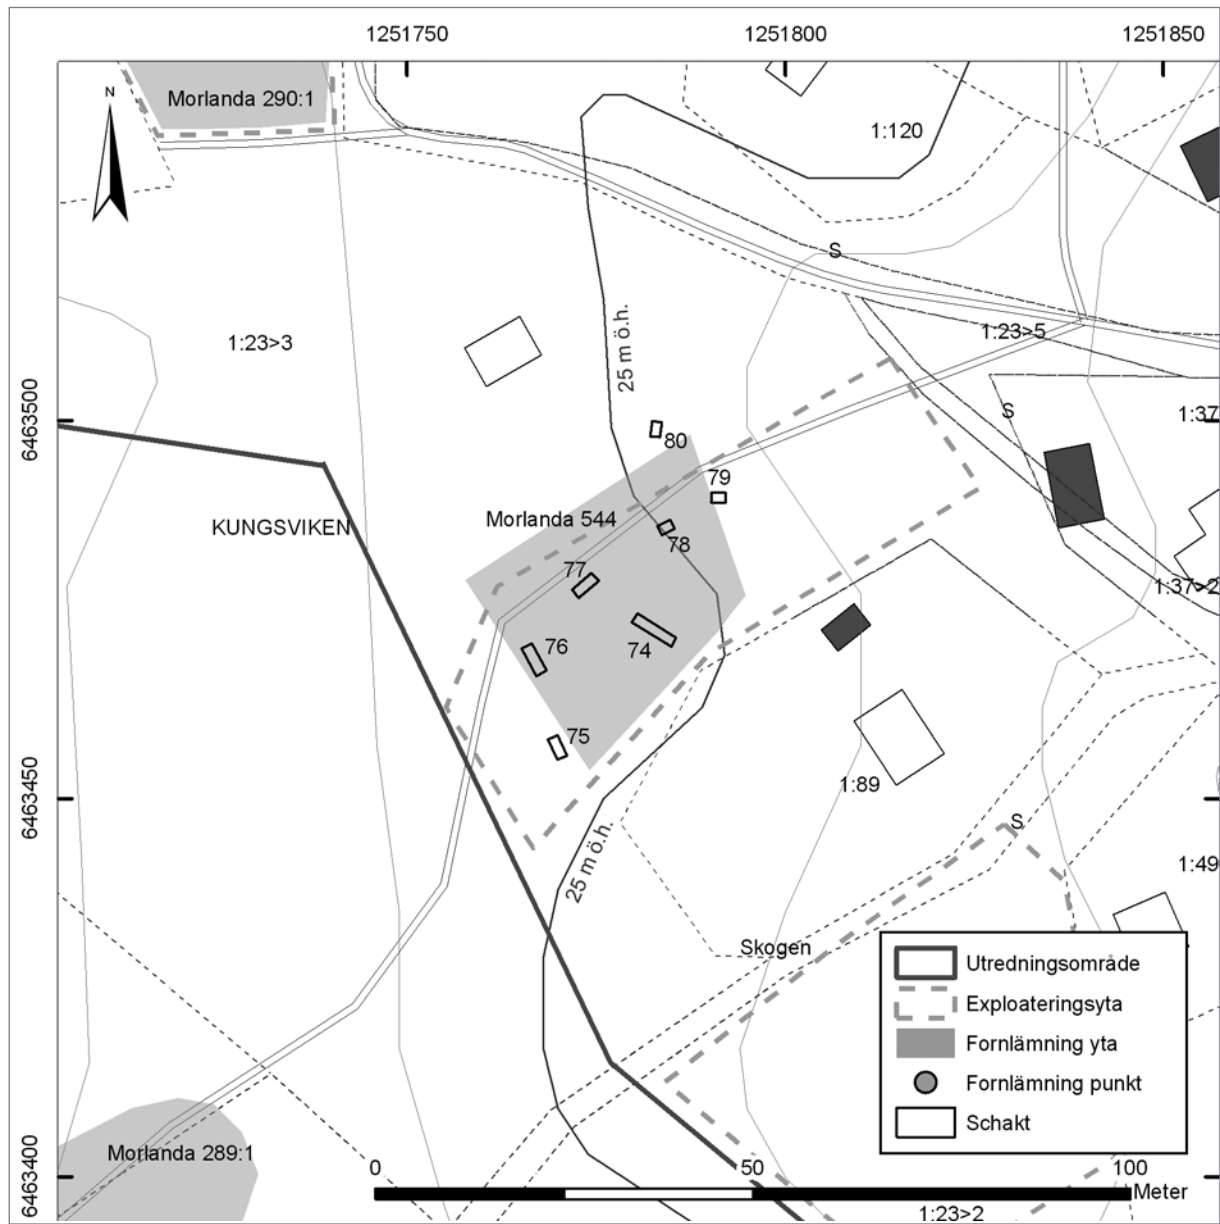 1251750
1251800
1251850
Morlanda 290:1
N
1:120
S
1:23>3
25 m ö.h.
1:23>5
6463500
80
S
1:37
79
Morlanda 544
KUNGSVIKEN
78
77
1:37>2
76
74
75
6463450
1:89
S
25 m ö.h.
1:49
Skogen
Utredningsområde
Exploateringsyta
Fornlämning yta
Fornlämning punkt
Schakt
Morlanda 289:1
6463400
0
50
100
Meter
1:23>2